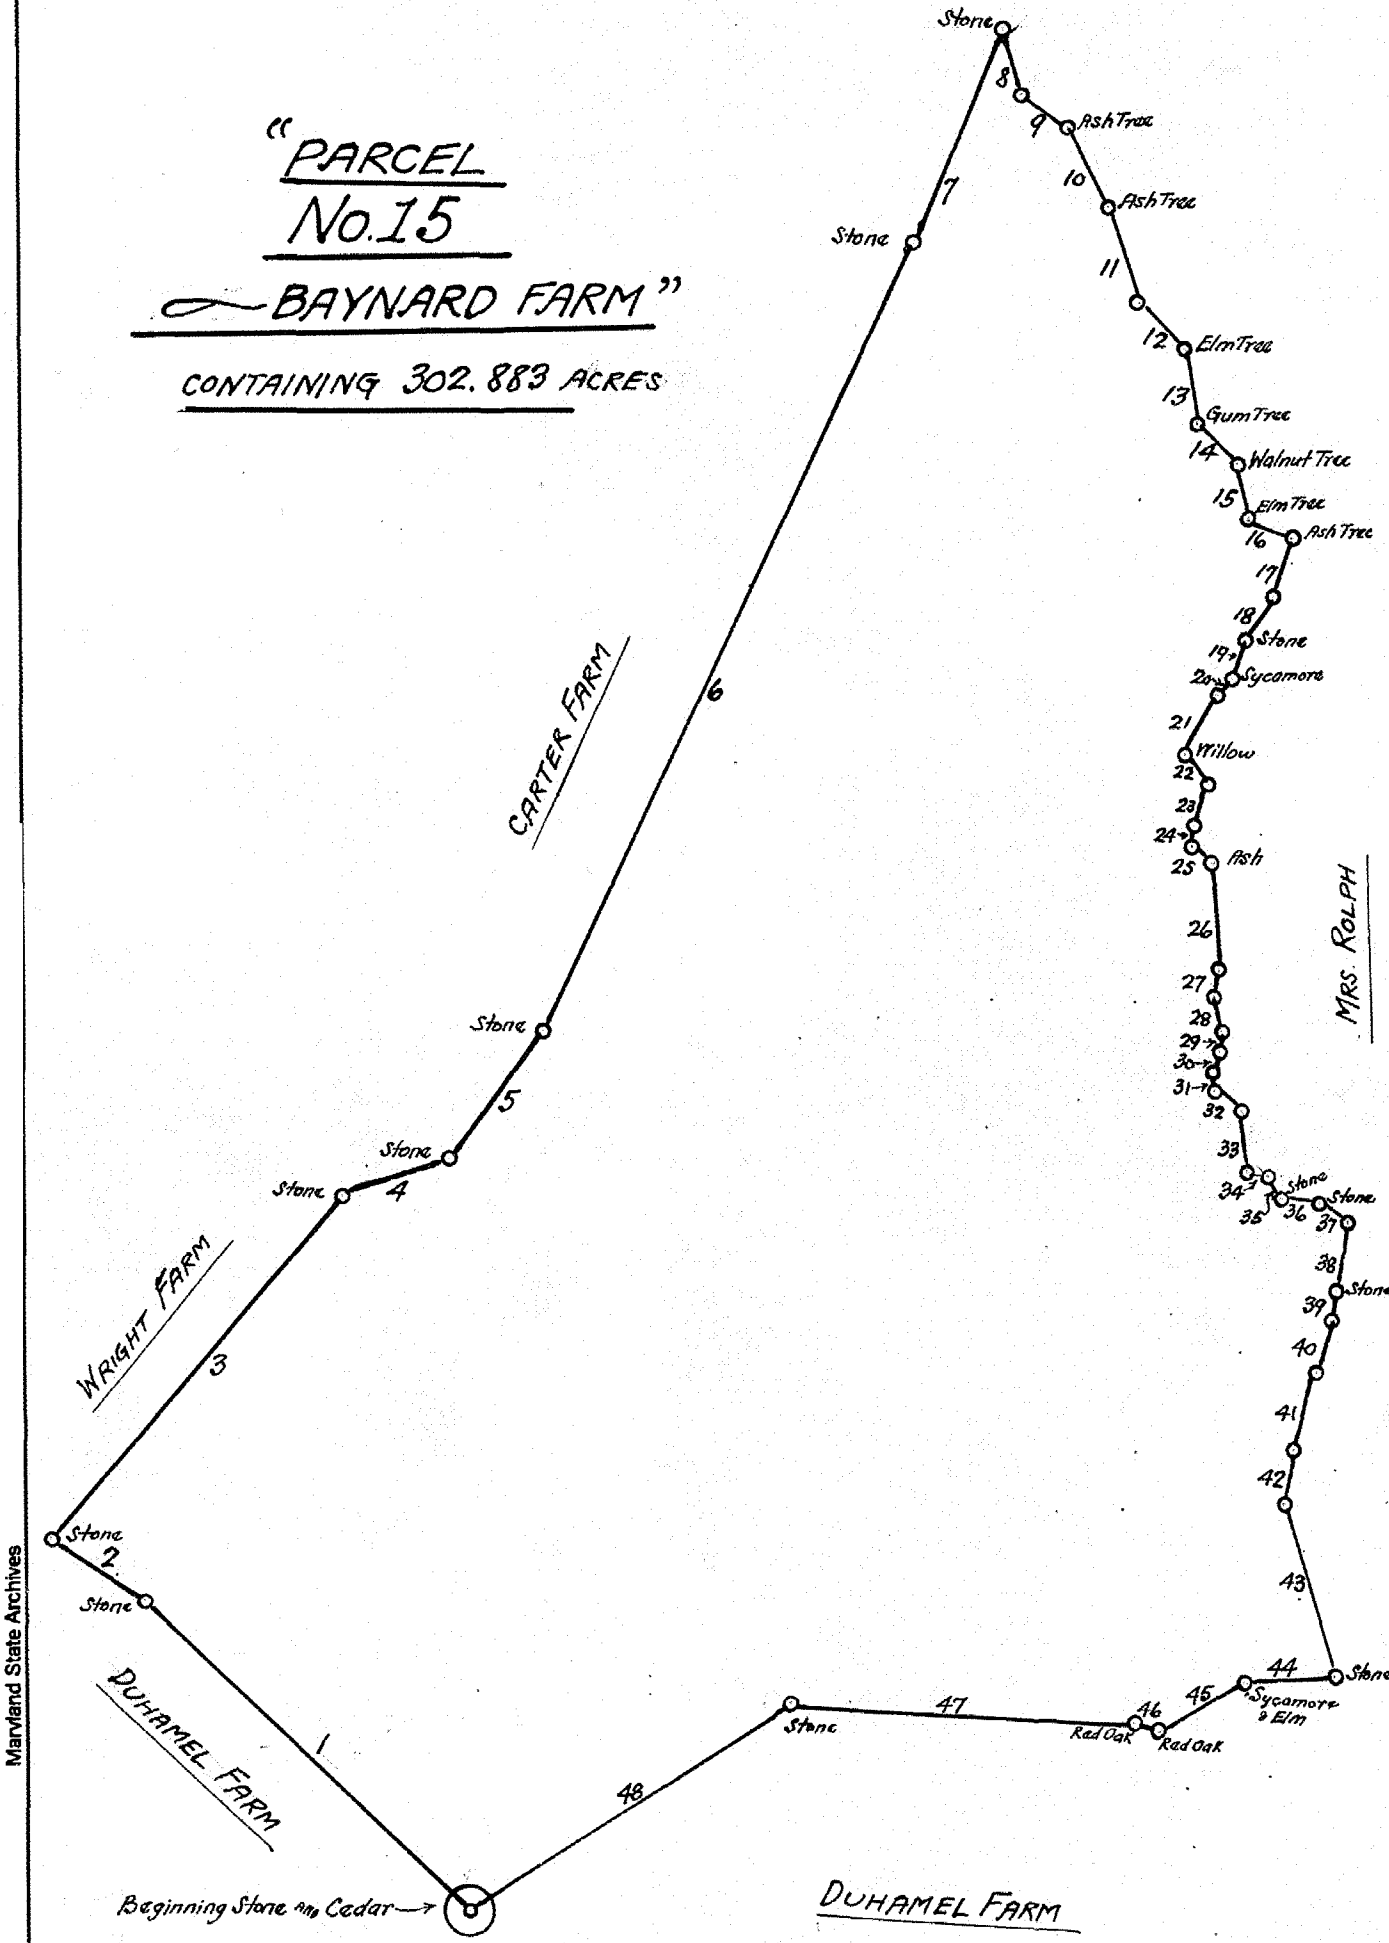 "PARCEL
No.15
BAYNARD FARM"
CONTAINING 302.883 ACRES
Stone
8
9
Ash Tree
10
Ash Tree
7
Stone
11
12
Elm Tree
13
Gum Tree
14
Walnut Tree
15
Elm Tree
16
Ash Tree
17
18
Stone
19
Sycamore
20
21
Willow
22
23
24
25
Ash
26
27
28
29
30
31
32
33
34
35
Stone
36
Stone
37
38
Stone
39
40
41
42
43
Stone
44
Sycamore
& Elm
45
Red Oak
46
Red Oak
47
Stone
48
MRS. ROLPH
6
CARTER FARM
Stone
5
Stone
4
Stone
WRIGHT FARM
3
Stone
2
Stone
1
DUHAMEL FARM
Beginning Stone And Cedar
DUHAMEL FARM
Maryland State Archives